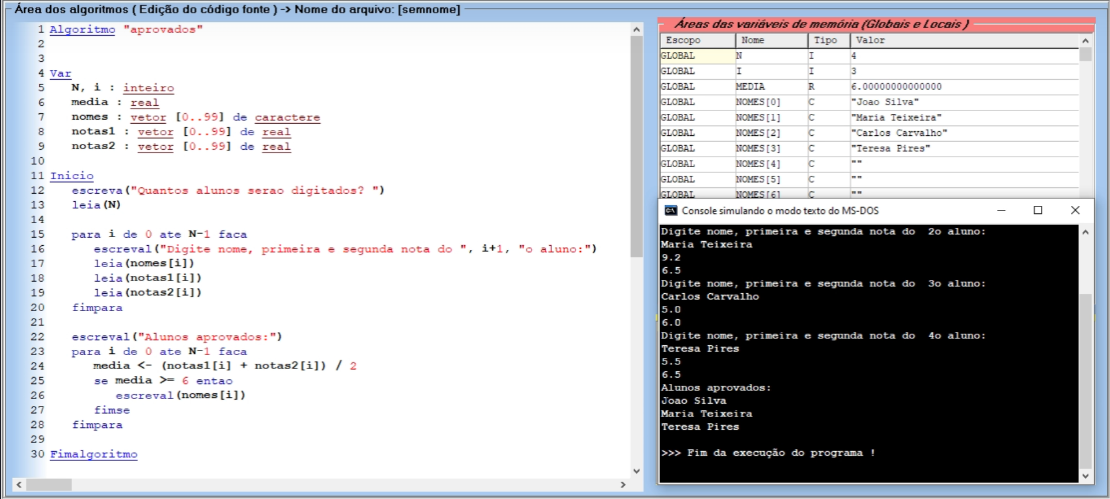 Área dos algoritmos ( Edição do código fonte ) -> Nome do arquivo: [semnome]
1 Algoritmo "aprovados"
2
3
4 Var
5 N, i : inteiro
6 media : real
7 nomes : vetor [0..99] de caractere
8 notas1 : vetor [0..99] de real
9 notas2 : vetor [0..99] de real
10
11 Inicio
12 escreva("Quantos alunos serao digitados? ")
13 leia(N)
14
15 para i de 0 ate N-1 faca
16 escreval("Digite nome, primeira e segunda nota do ", i+1, "o aluno:")
17 leia(nomes[i])
18 leia(notas1[i])
19 leia(notas2[i])
20 fimpara
21
22 escreval("Alunos aprovados:")
23 para i de 0 ate N-1 faca
24 media <- (notas1[i] + notas2[i]) / 2
25 se media >= 6 entao
26 escreval(nomes[i])
27 fimse
28 fimpara
29
30 Fimalgoritmo
Áreas das variáveis de memória (Globais e Locais )
Escopo Nome Tipo Valor
GLOBAL N I 4
GLOBAL I I 3
GLOBAL MEDIA R 6.00000000000000
GLOBAL NOMES[0] C "Joao Silva"
GLOBAL NOMES[1] C "Maria Teixeira"
GLOBAL NOMES[2] C "Carlos Carvalho"
GLOBAL NOMES[3] C "Teresa Pires"
GLOBAL NOMES[4] C ""
GLOBAL NOMES[5] C ""
GLOBAL NOMES[6] C ""
Console simulando o modo texto do MS-DOS
Digite nome, primeira e segunda nota do 2o aluno:
Maria Teixeira
9.2
6.5
Digite nome, primeira e segunda nota do 3o aluno:
Carlos Carvalho
5.0
6.0
Digite nome, primeira e segunda nota do 4o aluno:
Teresa Pires
5.5
6.5
Alunos aprovados:
Joao Silva
Maria Teixeira
Teresa Pires
>>> Fim da execução do programa !